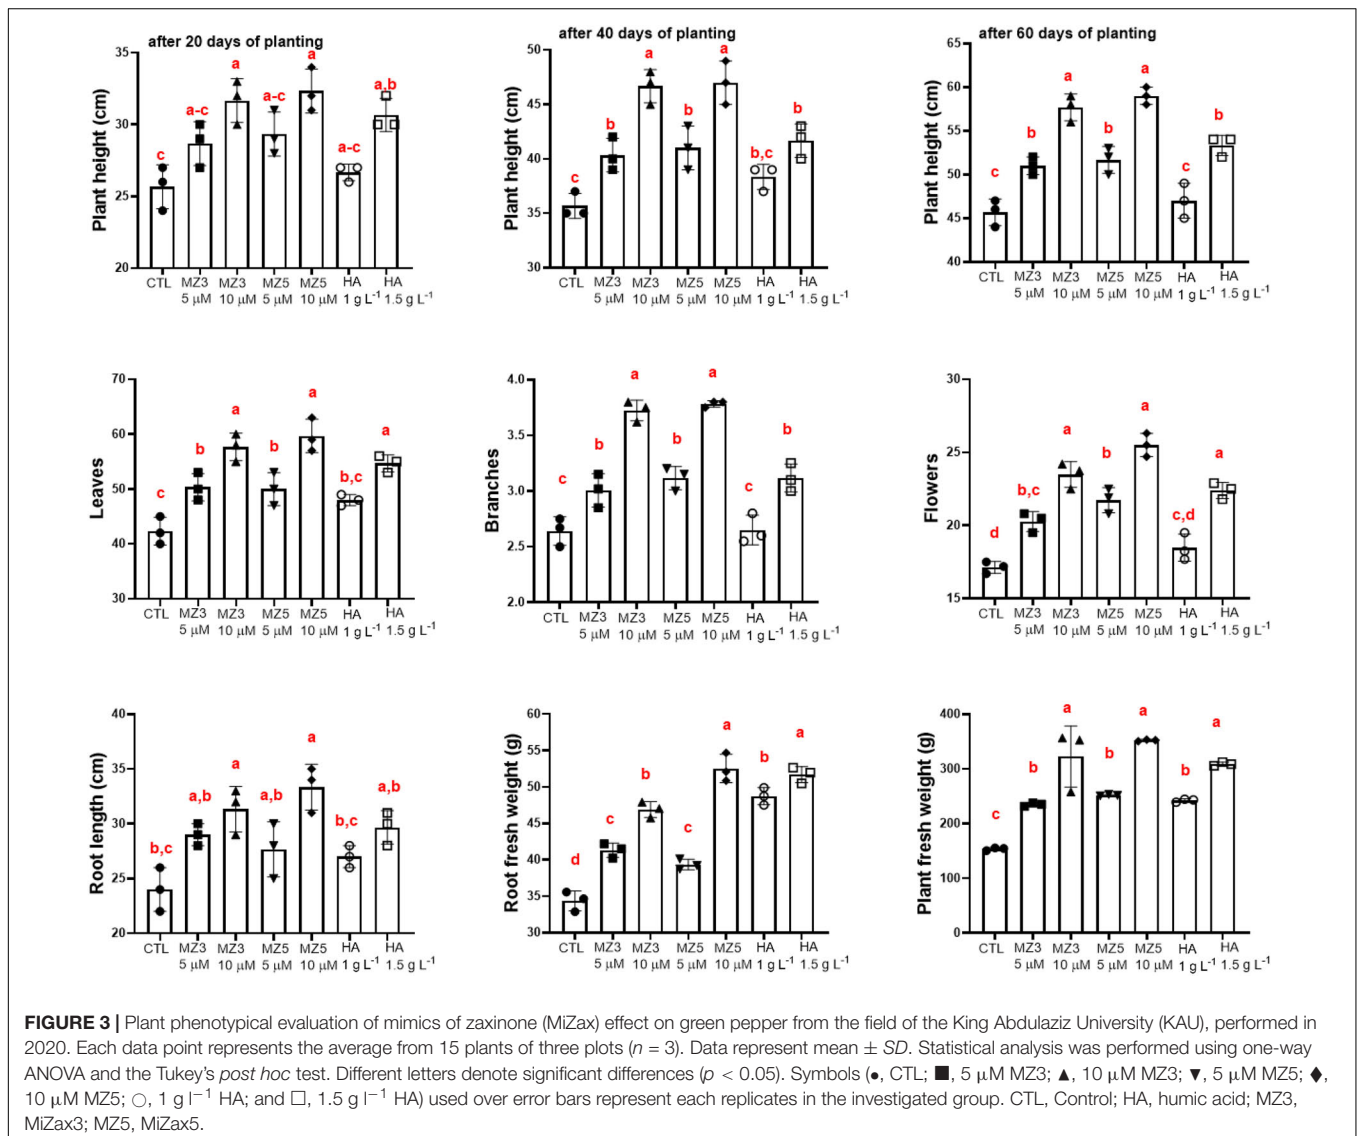 after 20 days of planting
after 40 days of planting
after 60 days of planting
Plant height (cm)
35
30
25
20
c
a-c
a
a-c
a
a-c
a,b
CTL MZ3 MZ3 MZ5 MZ5 HA HA
5 μM 10 μM 5 μM 10 μM 1 g L⁻¹ 1.5 g L⁻¹
Plant height (cm)
50
45
40
35
30
c
b
a
b
a
b,c
b
CTL MZ3 MZ3 MZ5 MZ5 HA HA
5 μM 10 μM 5 μM 10 μM 1 g L⁻¹ 1.5 g L⁻¹
Plant height (cm)
65
60
55
50
45
40
c
b
a
b
a
c
b
CTL MZ3 MZ3 MZ5 MZ5 HA HA
5 μM 10 μM 5 μM 10 μM 1 g L⁻¹ 1.5 g L⁻¹
Leaves
70
60
50
40
30
c
b
a
b
a
b,c
a
CTL MZ3 MZ3 MZ5 MZ5 HA HA
5 μM 10 μM 5 μM 10 μM 1 g L⁻¹ 1.5 g L⁻¹
Branches
4.0
3.5
3.0
2.5
2.0
c
b
a
b
a
c
b
CTL MZ3 MZ3 MZ5 MZ5 HA HA
5 μM 10 μM 5 μM 10 μM 1 g L⁻¹ 1.5 g L⁻¹
Flowers
30
25
20
15
d
b,c
a
b
a
c,d
a
CTL MZ3 MZ3 MZ5 MZ5 HA HA
5 μM 10 μM 5 μM 10 μM 1 g L⁻¹ 1.5 g L⁻¹
Root length (cm)
40
35
30
25
20
b,c
a,b
a
a,b
a
b,c
a,b
CTL MZ3 MZ3 MZ5 MZ5 HA HA
5 μM 10 μM 5 μM 10 μM 1 g L⁻¹ 1.5 g L⁻¹
Root fresh weight (g)
60
55
50
45
40
35
30
d
c
b
c
a
b
a
CTL MZ3 MZ3 MZ5 MZ5 HA HA
5 μM 10 μM 5 μM 10 μM 1 g L⁻¹ 1.5 g L⁻¹
Plant fresh weight (g)
400
300
200
100
0
c
b
a
b
a
b
a
CTL MZ3 MZ3 MZ5 MZ5 HA HA
5 μM 10 μM 5 μM 10 μM 1 g L⁻¹ 1.5 g L⁻¹
FIGURE 3 | Plant phenotypical evaluation of mimics of zaxinone (MiZax) effect on green pepper from the field of the King Abdulaziz University (KAU), performed in
2020. Each data point represents the average from 15 plants of three plots (n = 3). Data represent mean ± SD. Statistical analysis was performed using one-way
ANOVA and the Tukey's post hoc test. Different letters denote significant differences (p < 0.05). Symbols (●, CTL; ■, 5 μM MZ3; ▲, 10 μM MZ3; ▼, 5 μM MZ5; ◆,
10 μM MZ5; ○, 1 g l⁻¹ HA; and □, 1.5 g l⁻¹ HA) used over error bars represent each replicates in the investigated group. CTL, Control; HA, humic acid; MZ3,
MiZax3; MZ5, MiZax5.